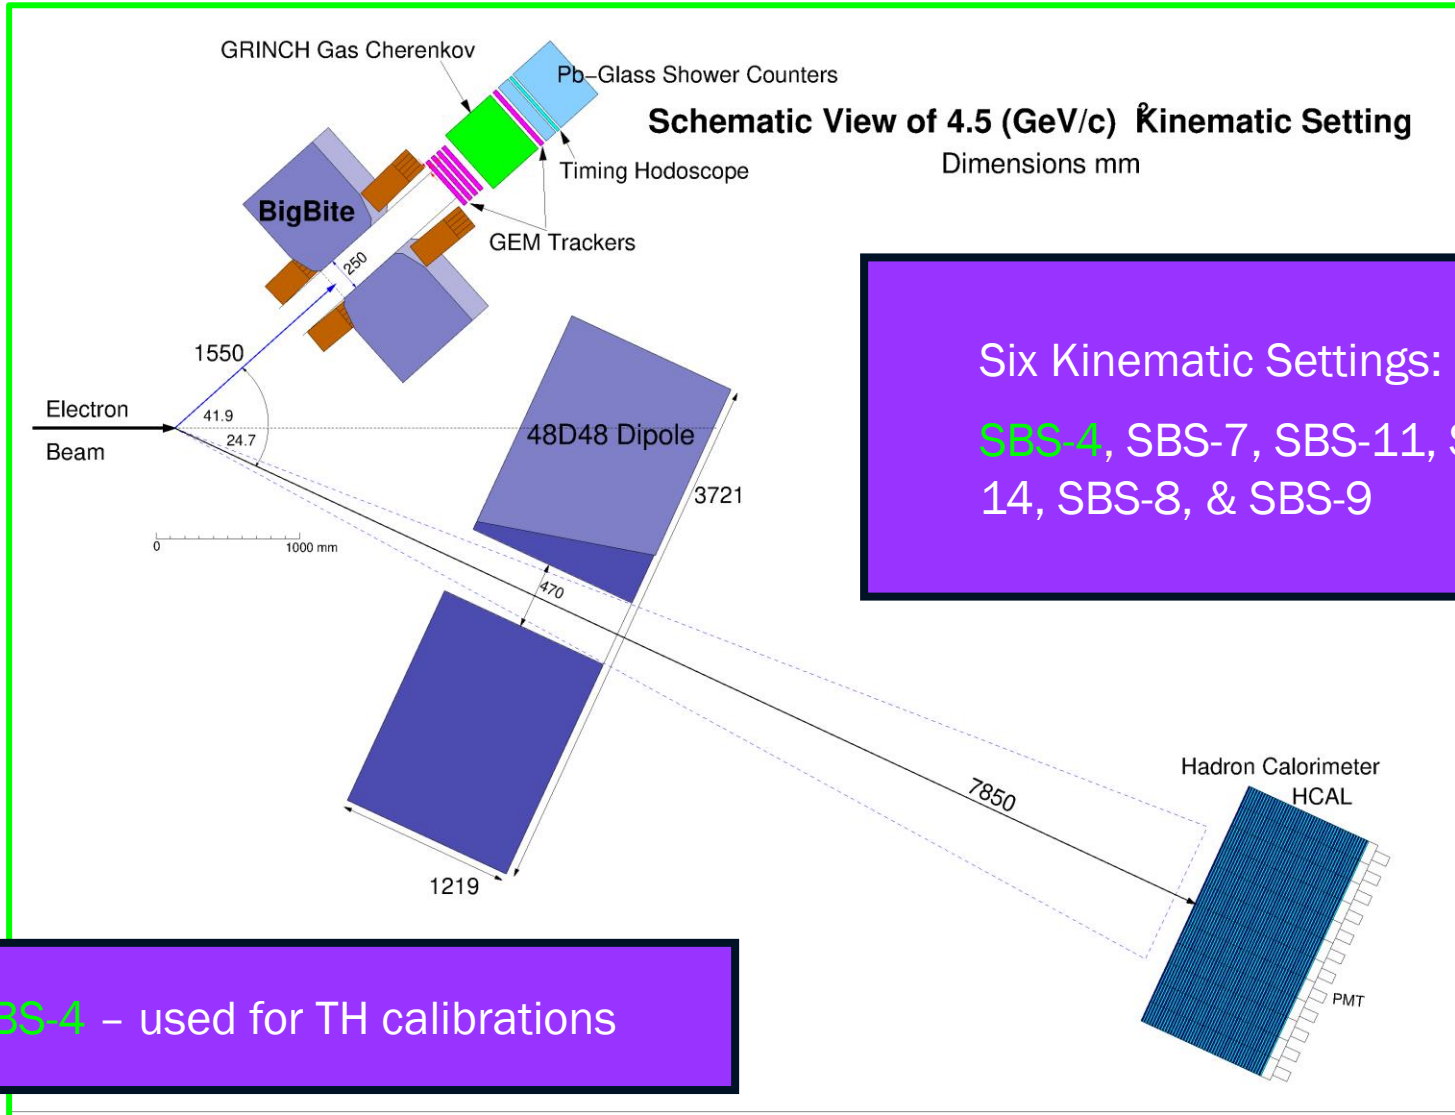 GRINCH Gas Cherenkov
Pb-Glass Shower Counters
Schematic View of 4.5 (GeV/c)² Kinematic Setting
Dimensions mm
Timing Hodoscope
BigBite
GEM Trackers
250
1550
Electron
Beam
41.9
24.7
48D48 Dipole
3721
0 1000 mm
470
Six Kinematic Settings:
SBS-4, SBS-7, SBS-11, S
14, SBS-8, & SBS-9
7850
Hadron Calorimeter
HCAL
1219
PMT
BS-4 – used for TH calibrations